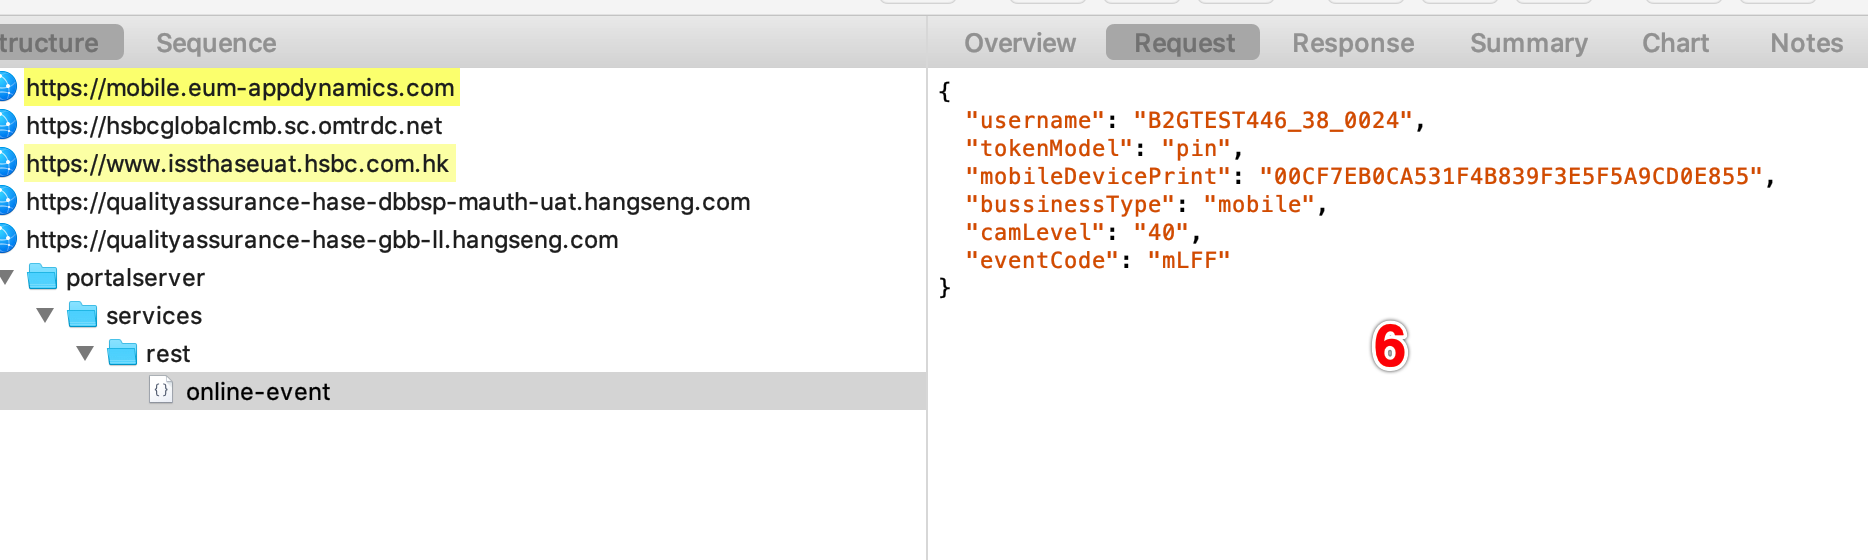 tructure Sequence
https://mobile.eum-appdynamics.com
https://hsbcglobalcmb.sc.omtrdc.net
https://www.issthaseuat.hsbc.com.hk
https://qualityassurance-hase-dbbsp-mauth-uat.hangseng.com
https://qualityassurance-hase-gbb-ll.hangseng.com
portalserver
services
rest
{} online-event
Overview Request Response Summary Chart Notes
{
"username": "B2GTEST446_38_0024",
"tokenModel": "pin",
"mobileDevicePrint": "00CF7EB0CA531F4B839F3E5F5A9CD0E855",
"bussinessType": "mobile",
"camLevel": "40",
"eventCode": "mLFF"
}
6